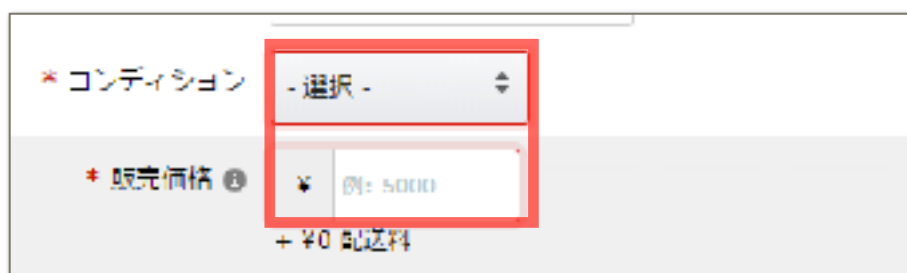 * コンディション - 選択 -
* 販売価格 ¥ 例: 5000
+ ¥0 配送料